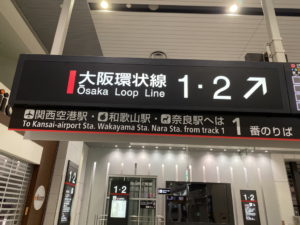 大阪環状線 1・2
Osaka Loop Line
関西空港駅・和歌山駅・奈良駅へは 1 番のりば
To Kansai-airport Sta. Wakayama Sta. Nara Sta. from track 1
1・2
1・2